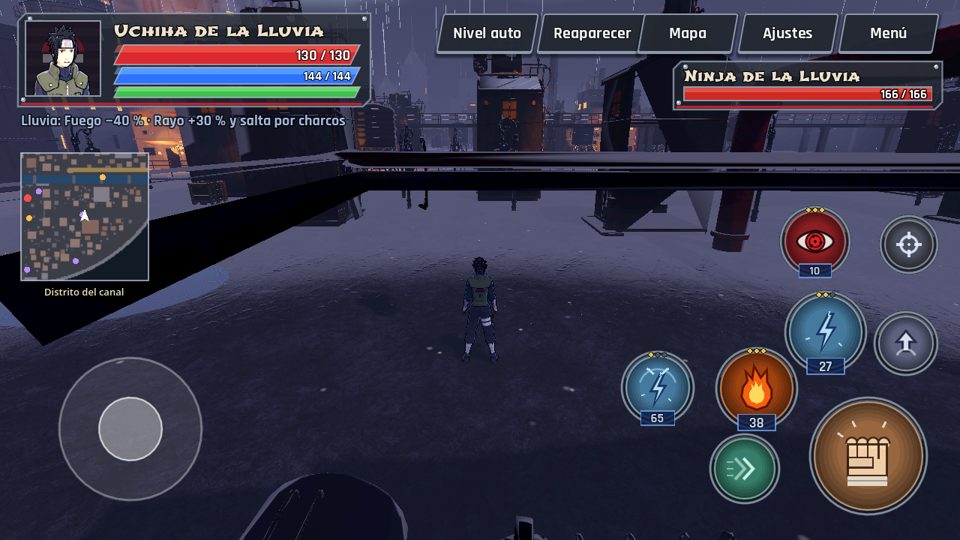 Uchiha de la Lluvia
130 / 130
144 / 144
Lluvia: Fuego −40 % · Rayo +30 % y salta por charcos
Nivel auto
Reaparecer
Mapa
Ajustes
Menú
Ninja de la Lluvia
166 / 166
Distrito del canal
10
27
65
38